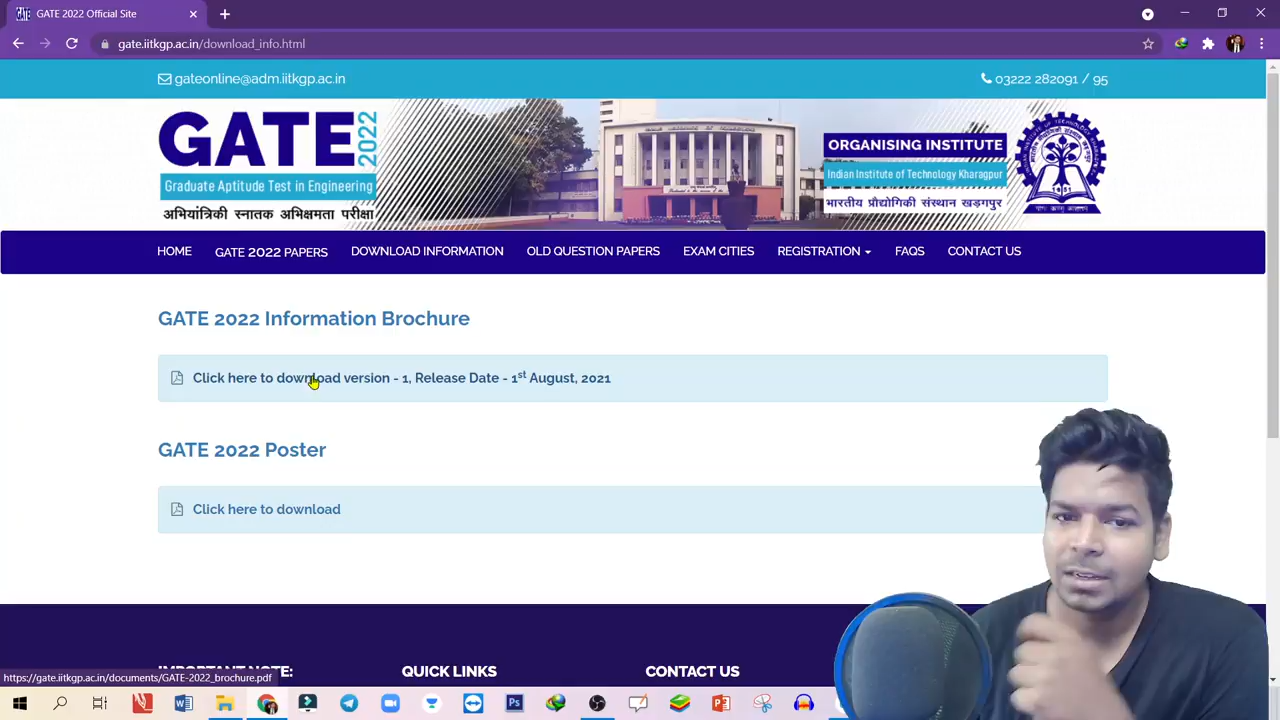 GATE 2022 Official Site
gate.iitkgp.ac.in/download_info.html
gateonline@adm.iitkgp.ac.in
03222 282091 / 95
GATE 2022
Graduate Aptitude Test in Engineering
अभियांत्रिकी स्नातक अभिक्षमता परीक्षा
ORGANISING INSTITUTE
Indian Institute of Technology Kharagpur
भारतीय प्रौद्योगिकी संस्थान खड़गपुर
1951
HOME GATE 2022 PAPERS DOWNLOAD INFORMATION OLD QUESTION PAPERS EXAM CITIES REGISTRATION FAQS CONTACT US
GATE 2022 Information Brochure
Click here to download version - 1, Release Date - 1st August, 2021
GATE 2022 Poster
Click here to download
IMPORTANT NOTE: QUICK LINKS CONTACT US
https://gate.iitkgp.ac.in/documents/GATE-2022_brochure.pdf